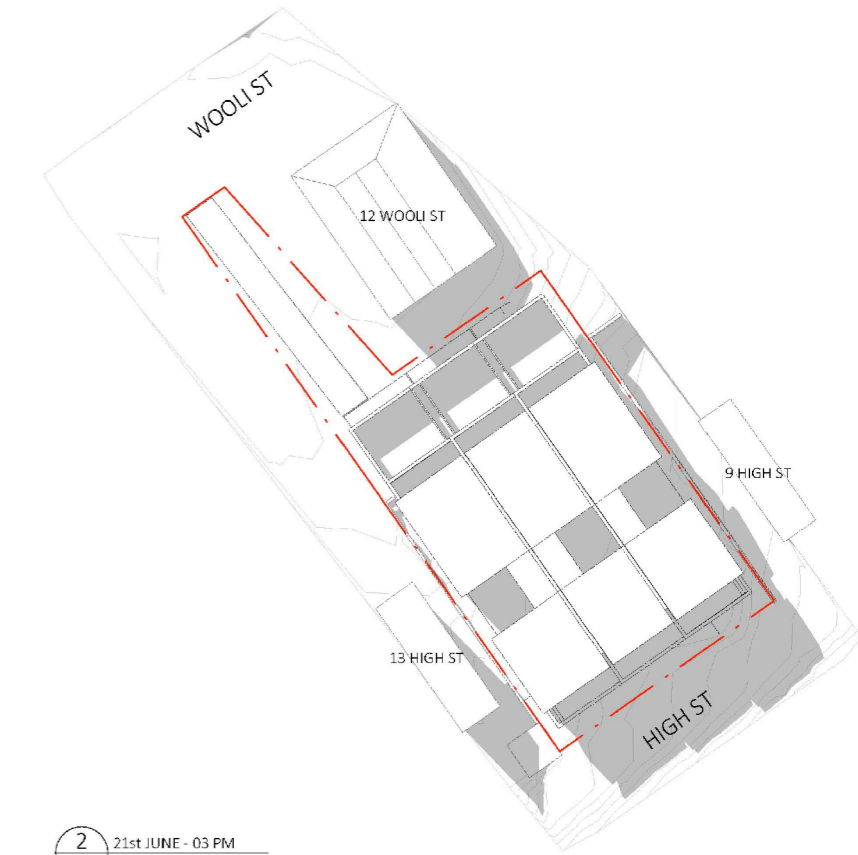 WOOLI ST
12 WOOLI ST
9 HIGH ST
13 HIGH ST
HIGH ST
2 21st JUNE - 03 PM